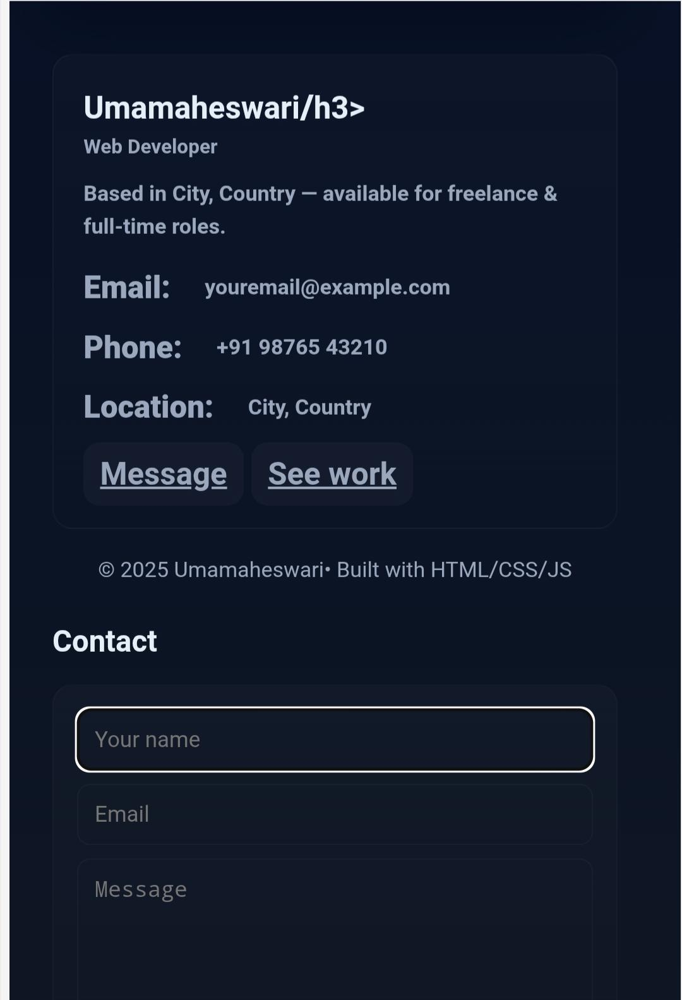 Umamaheswari/h3>
Web Developer
Based in City, Country — available for freelance &
full-time roles.
Email: youremail@example.com
Phone: +91 98765 43210
Location: City, Country
Message See work
© 2025 Umamaheswari• Built with HTML/CSS/JS
Contact
Your name
Email
Message